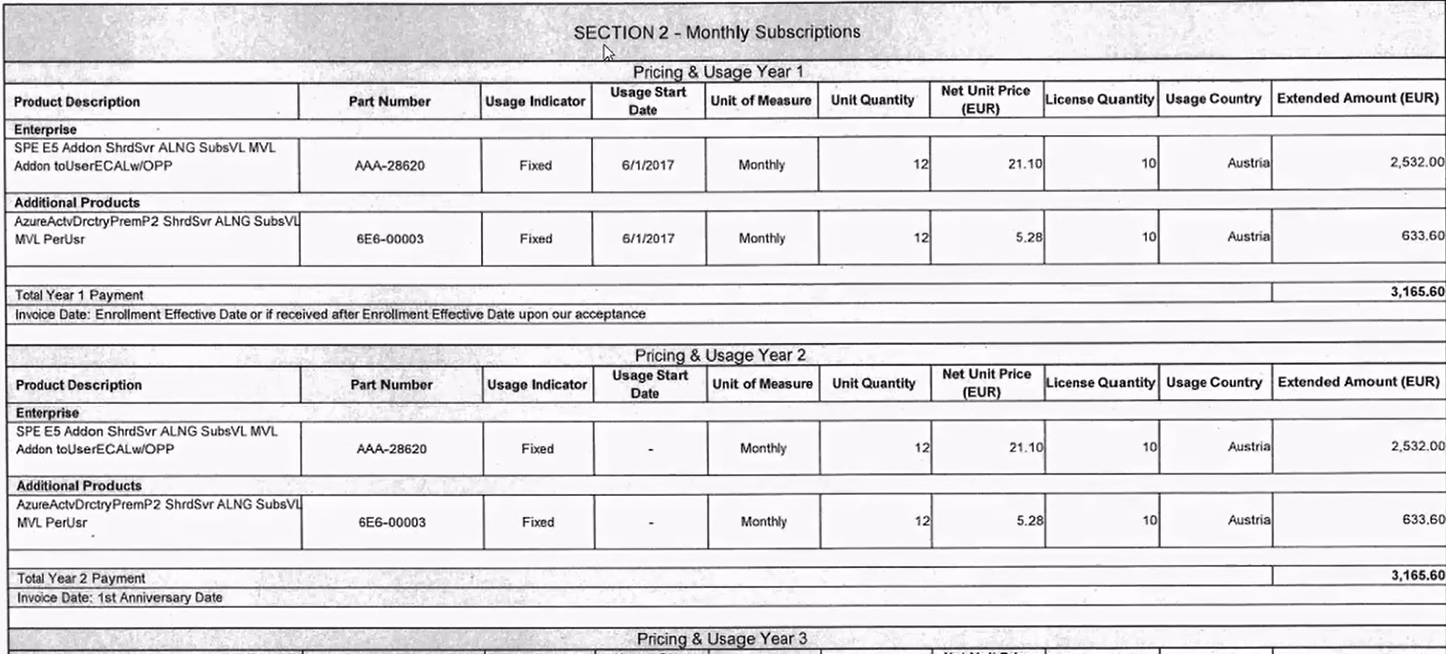 SECTION 2 - Monthly Subscriptions
Pricing & Usage Year 1
Product Description Part Number Usage Indicator Usage Start Date Unit of Measure Unit Quantity Net Unit Price (EUR) License Quantity Usage Country Extended Amount (EUR)
Enterprise
SPE E5 Addon ShrdSvr ALNG SubsVL MVL
Addon toUserECALw/OPP AAA-28620 Fixed 6/1/2017 Monthly 12 21.10 10 Austria 2,532.00
Additional Products
AzureActvDrctryPremP2 ShrdSvr ALNG SubsVL
MVL PerUsr 6E6-00003 Fixed 6/1/2017 Monthly 12 5.28 10 Austria 633.60
Total Year 1 Payment 3,165.60
Invoice Date: Enrollment Effective Date or if received after Enrollment Effective Date upon our acceptance
Pricing & Usage Year 2
Product Description Part Number Usage Indicator Usage Start Date Unit of Measure Unit Quantity Net Unit Price (EUR) License Quantity Usage Country Extended Amount (EUR)
Enterprise
SPE E5 Addon ShrdSvr ALNG SubsVL MVL
Addon toUserECALw/OPP AAA-28620 Fixed - Monthly 12 21.10 10 Austria 2,532.00
Additional Products
AzureActvDrctryPremP2 ShrdSvr ALNG SubsVL
MVL PerUsr 6E6-00003 Fixed - Monthly 12 5.28 10 Austria 633.60
Total Year 2 Payment 3,165.60
Invoice Date: 1st Anniversary Date
Pricing & Usage Year 3